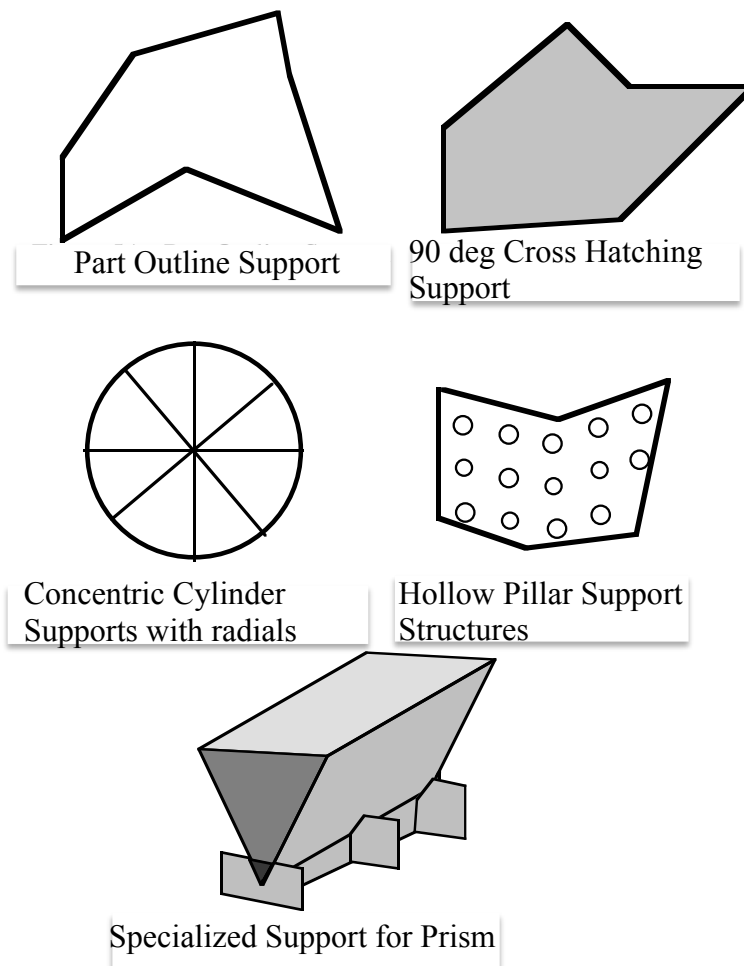 Part Outline Support
90 deg Cross Hatching
Support
Concentric Cylinder
Supports with radials
Hollow Pillar Support
Structures
Specialized Support for Prism